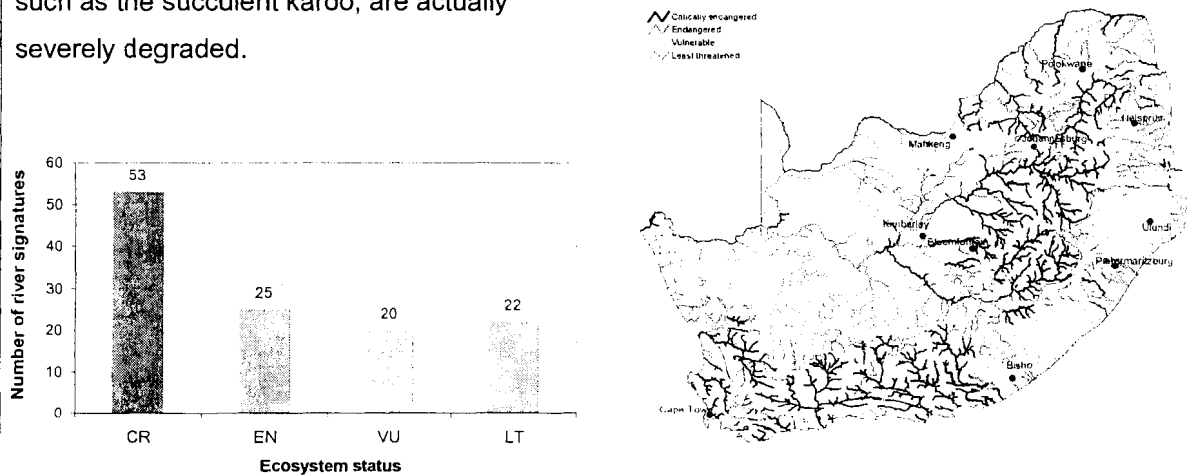 such as the succulent karoo, are actually
severely degraded.
Number of river signatures
60
50
40
30
20
10
0
53
25
20
22
CR
EN
VU
LT
Ecosystem status
Critically endangered
Endangered
Vulnerable
Least threatened
Polokwane
Nelspruit
Johannesburg
Mafikeng
Kimberley
Bloemfontein
Ulundi
Pietermaritzburg
Bisho
Cape Town